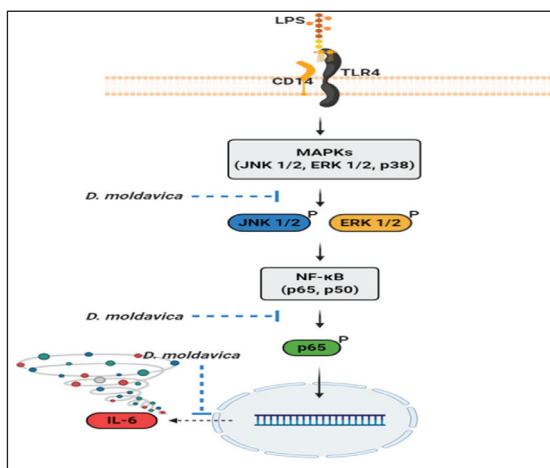 LPS
TLR4
CD14
MAPKs
(JNK 1/2, ERK 1/2, p38)
D. moldavica
P
P
JNK 1/2
ERK 1/2
NF-κB
(p65, p50)
D. moldavica
P
p65
D. moldavica
IL-6